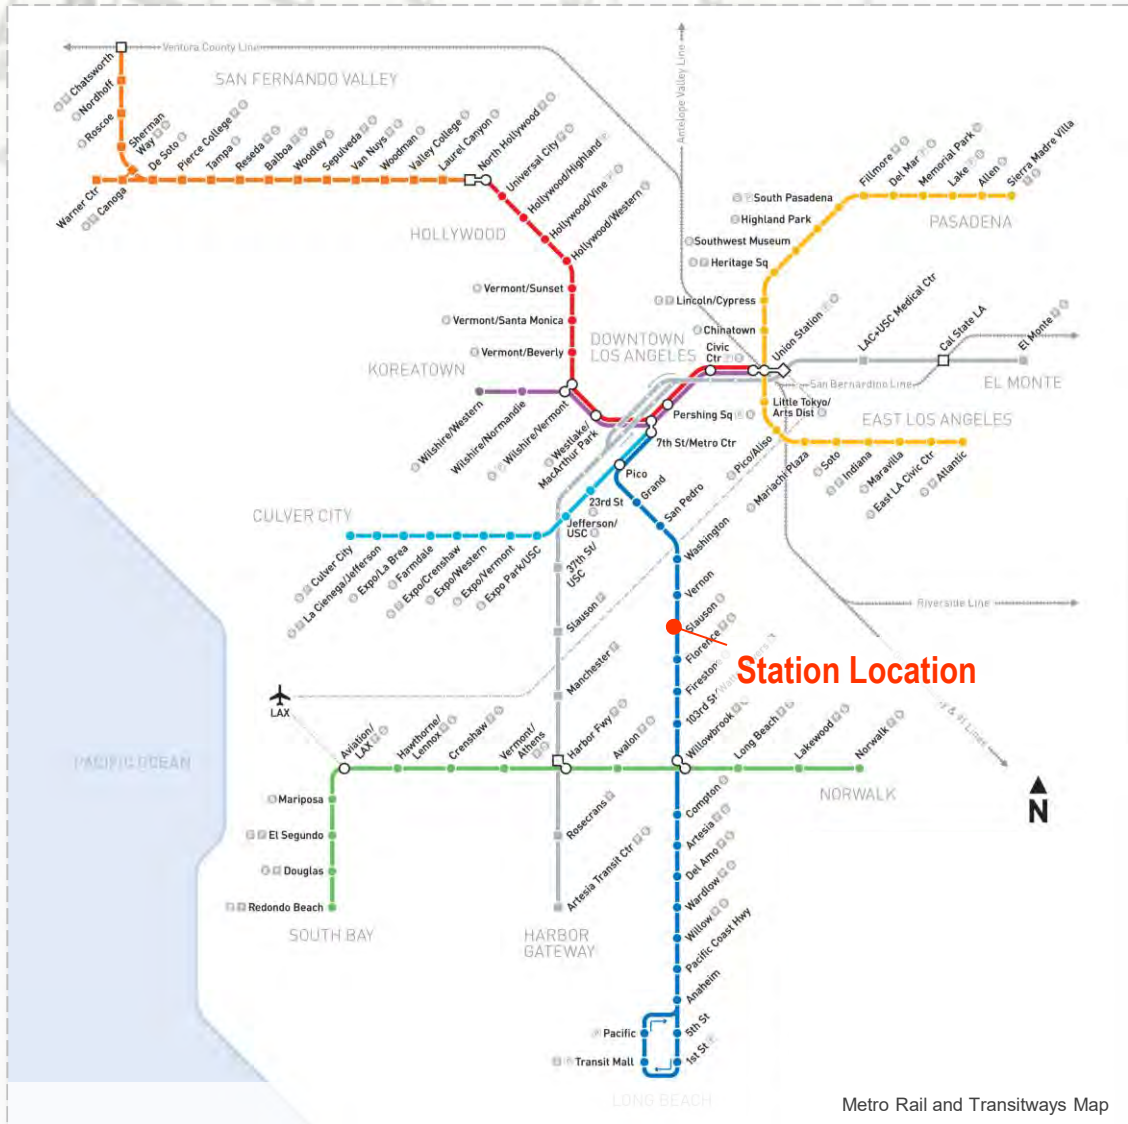 Ventura County Line
Antelope Valley Line
SAN FERNANDO VALLEY
Chatsworth
Nordhoff
Roscoe
Sherman
Way
Warner Ctr
Canoga
De Soto
Pierce College
Tampa
Reseda
Balboa
Woodley
Sepulveda
Van Nuys
Woodman
Valley College
Laurel Canyon
North Hollywood
Universal City
Hollywood/Highland
Hollywood/Vine
Hollywood/Western
HOLLYWOOD
Vermont/Sunset
Vermont/Santa Monica
Vermont/Beverly
KOREATOWN
Wilshire/Western
Wilshire/Normandie
Wilshire/Vermont
Westlake/
MacArthur Park
DOWNTOWN
LOS ANGELES
Civic
Ctr
Pershing Sq
7th St/Metro Ctr
Union Station
Fillmore
Del Mar
Memorial Park
Lake
Allen
Sierra Madre Villa
PASADENA
South Pasadena
Highland Park
Southwest Museum
Heritage Sq
Lincoln/Cypress
Chinatown
LAC+USC Medical Ctr
Cal State LA
El Monte
San Bernardino Line
EL MONTE
Little Tokyo/
Arts Dist
EAST LOS ANGELES
Pico/Aliso
Mariachi Plaza
Soto
Indiana
Maravilla
East LA Civic Ctr
Atlantic
CULVER CITY
Culver City
La Cienega/Jefferson
Expo/La Brea
Farmdale
Expo/Crenshaw
Expo/Western
Expo/Vermont
Expo Park/USC
Jefferson/
USC
23rd St
Pico
Grand
San Pedro
Washington
Vernon
Slauson
Florence
Firestone
103rd St/
Station Location
37th St/
USC
Slauson
Manchester
Riverside Line
LAX
Aviation/
LAX
Hawthorne/
Lennox
Crenshaw
Vermont/
Athens
Harbor Fwy
Avalon
Willowbrook
Long Beach
Lakewood
Norwalk
NORWALK
PACIFIC OCEAN
Mariposa
El Segundo
Douglas
Redondo Beach
SOUTH BAY
Rosecrans
Artesia Transit Ctr
HARBOR
GATEWAY
Compton
Artesia
Del Amo
Wardlow
Willow
Pacific Coast Hwy
Anaheim
5th St
1st St
Pacific
Transit Mall
LONG BEACH
N
Metro Rail and Transitways Map